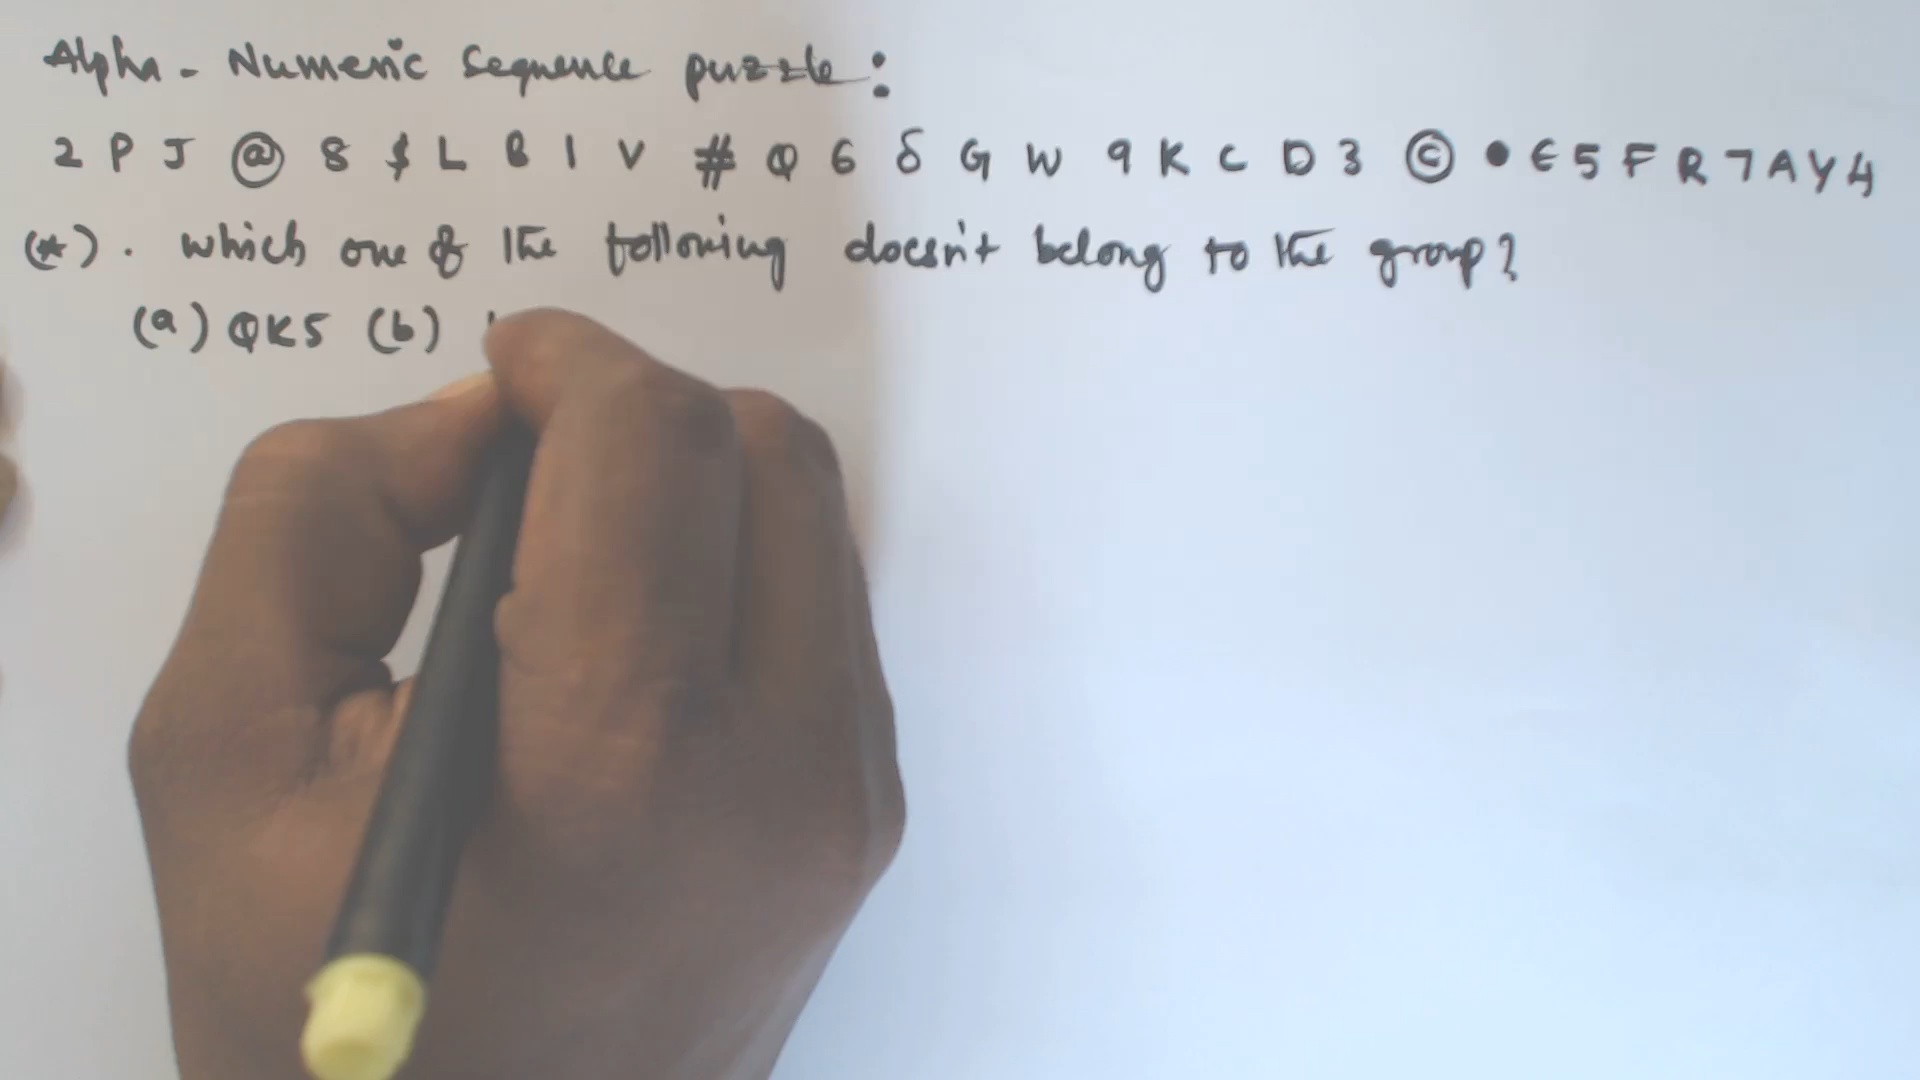 Alpha - Numeric Sequence puzzle:
2 P J @ 8 $ L B 1 V # Q 6 δ G W 9 K C D 3 © • E 5 F R 7 A Y 4
(*). which one of the following doesn't belong to the group?
(a) QK5 (b)